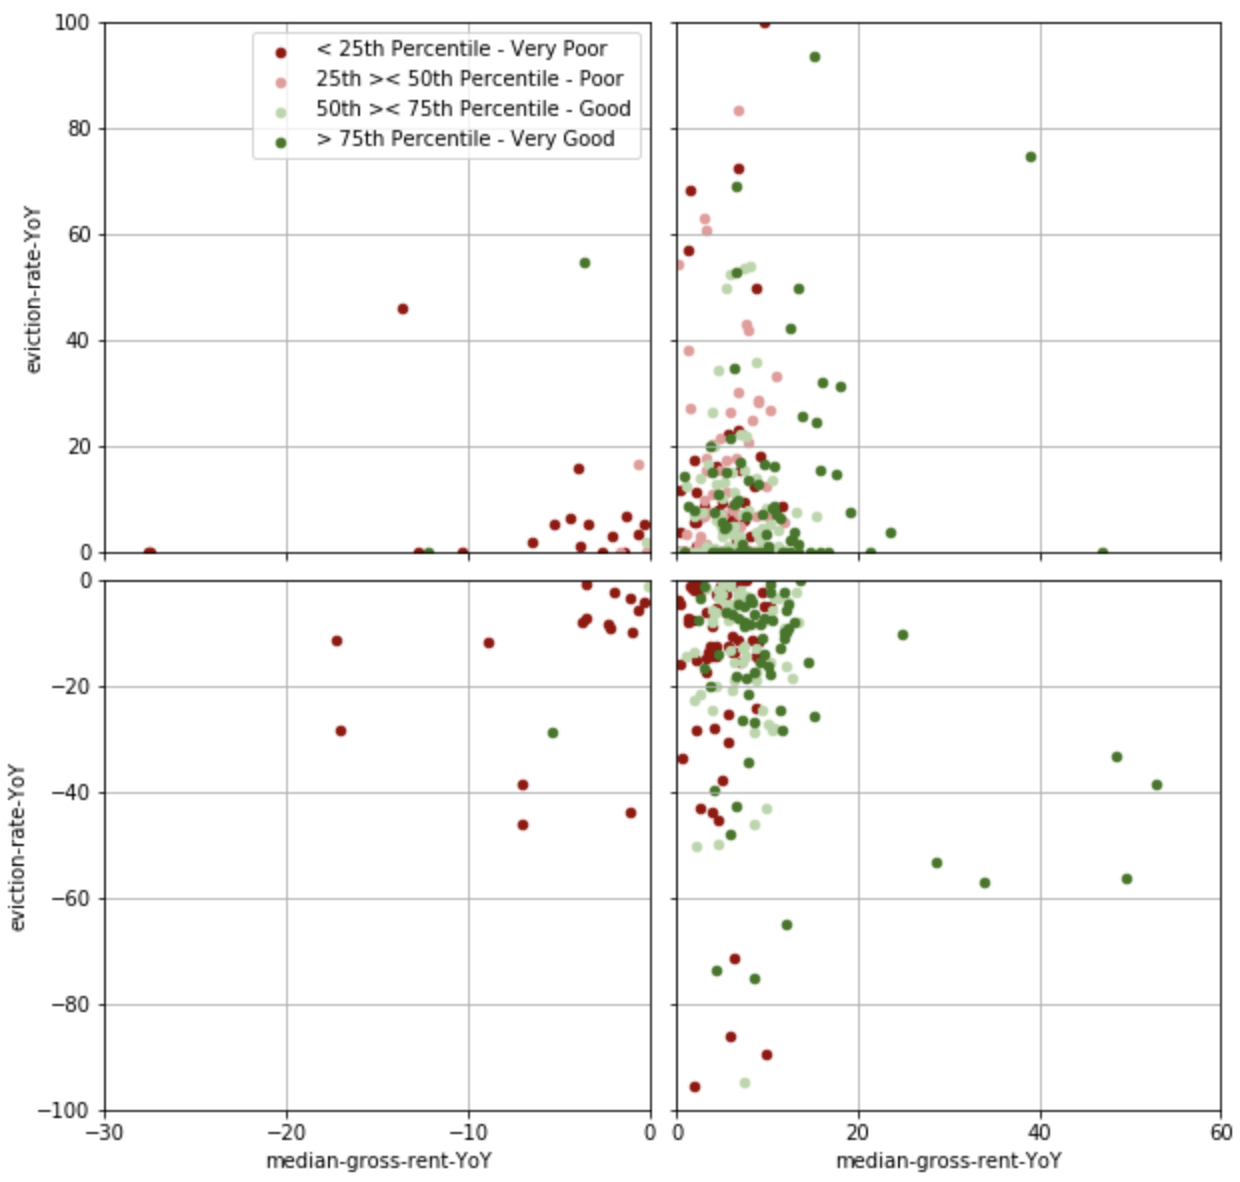 100
80
60
40
20
0
eviction-rate-YoY
< 25th Percentile - Very Poor
25th >< 50th Percentile - Poor
50th >< 75th Percentile - Good
> 75th Percentile - Very Good
0
−20
−40
−60
−80
−100
eviction-rate-YoY
−30 −20 −10 0
median-gross-rent-YoY
0 20 40 60
median-gross-rent-YoY